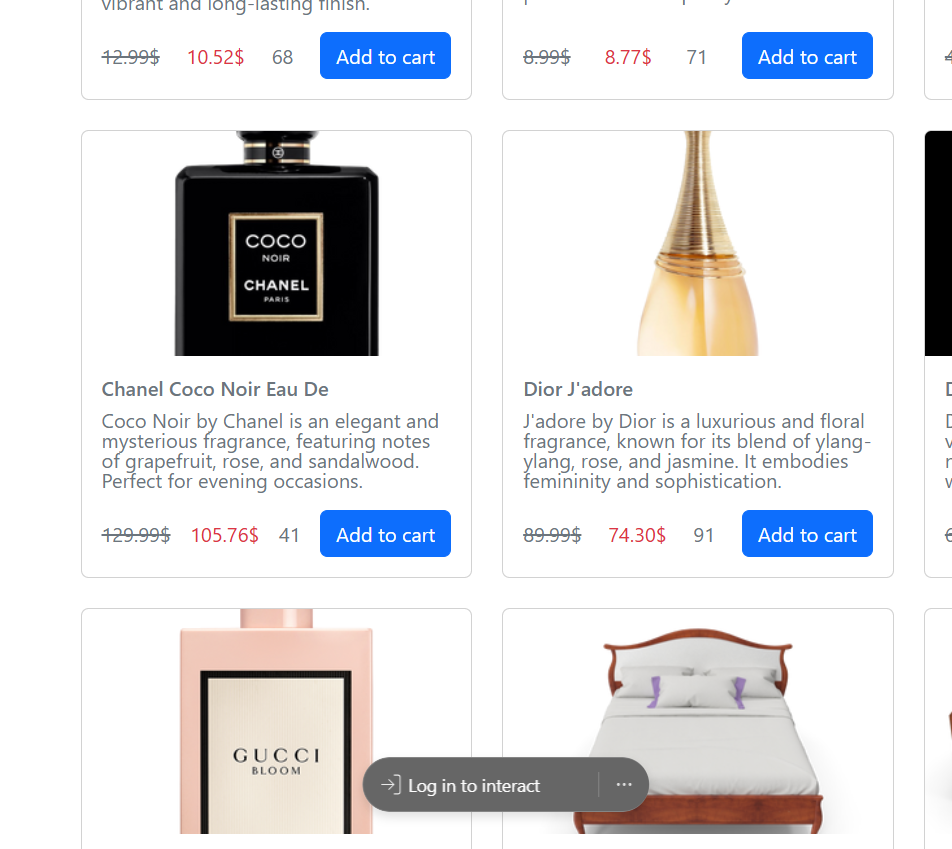 vibrant and long-lasting finish.
12.99$ 10.52$ 68 Add to cart
8.99$ 8.77$ 71 Add to cart
COCO
NOIR
CHANEL
PARIS
Chanel Coco Noir Eau De
Coco Noir by Chanel is an elegant and
mysterious fragrance, featuring notes
of grapefruit, rose, and sandalwood.
Perfect for evening occasions.
129.99$ 105.76$ 41 Add to cart
Dior J'adore
J'adore by Dior is a luxurious and floral
fragrance, known for its blend of ylang-
ylang, rose, and jasmine. It embodies
femininity and sophistication.
89.99$ 74.30$ 91 Add to cart
GUCCI
BLOOM
Log in to interact